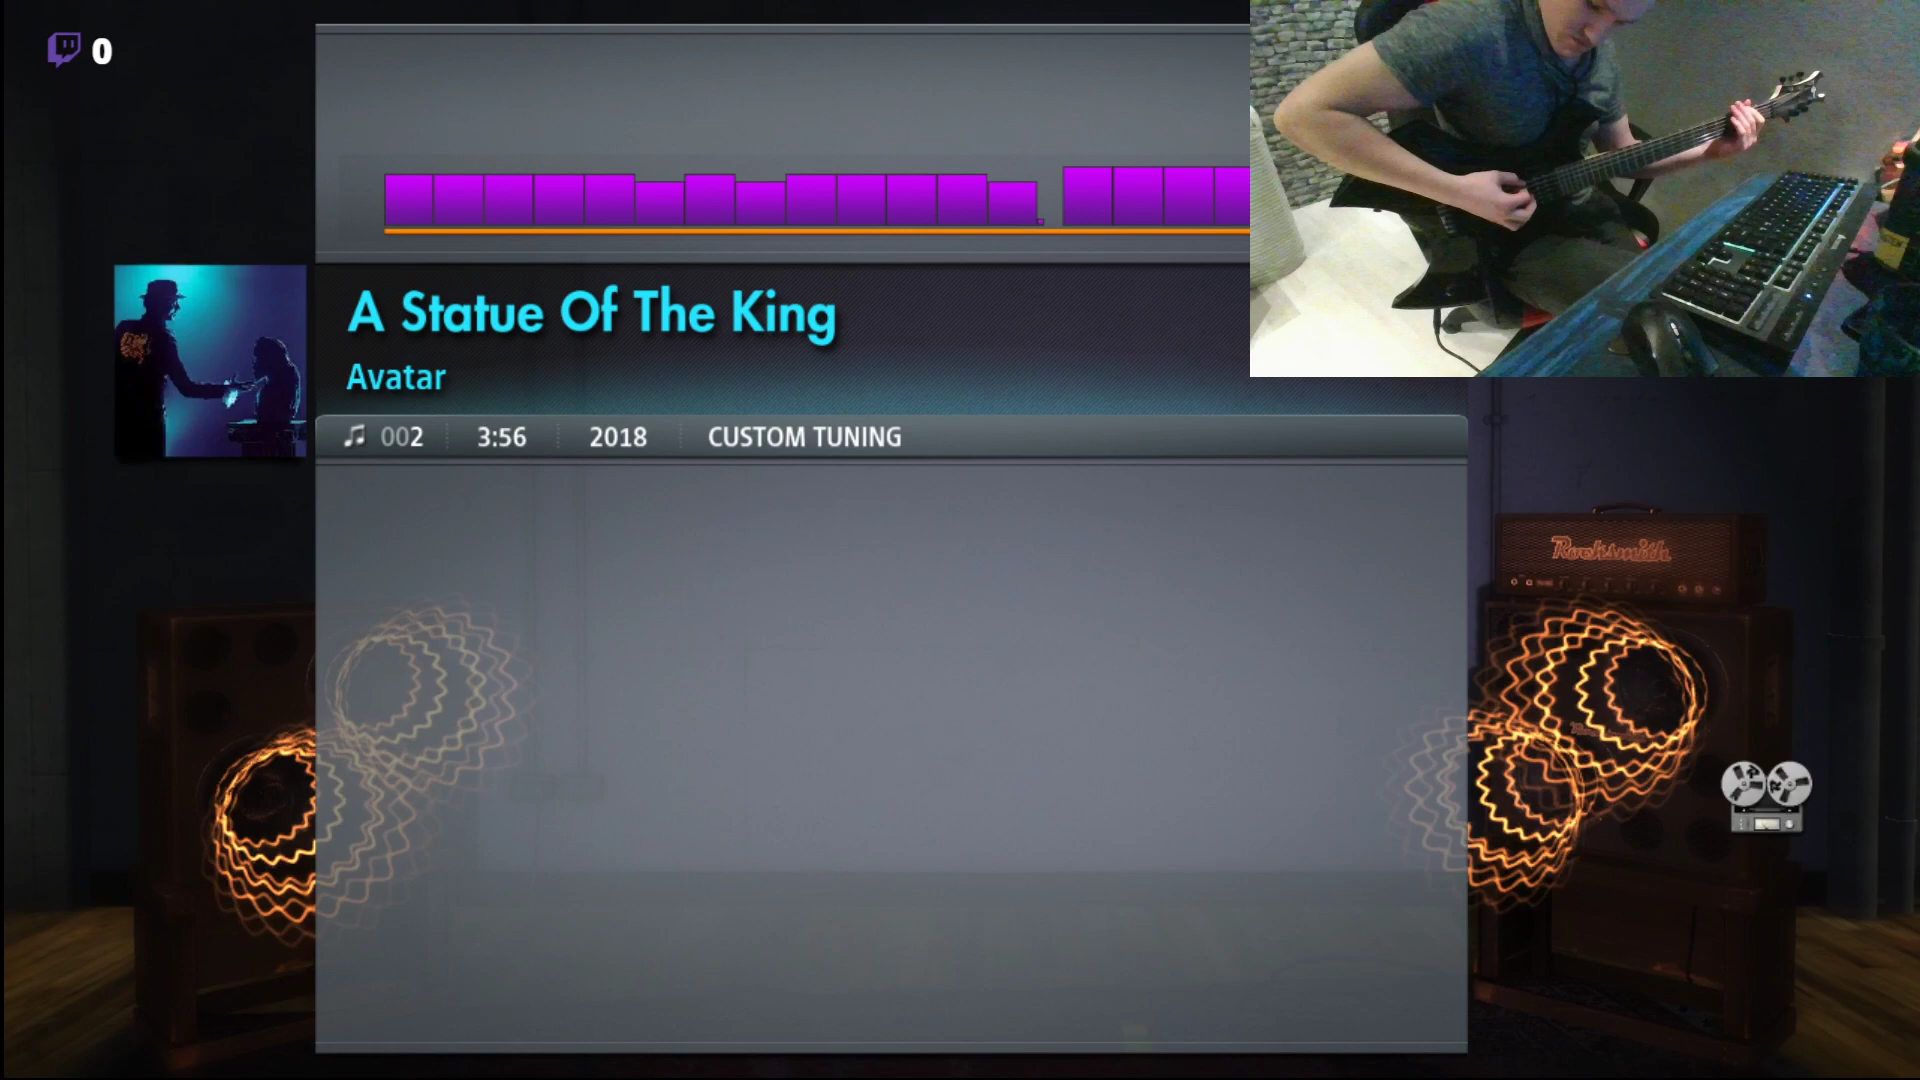 0
A Statue Of The King
Avatar
002 3:56 2018 CUSTOM TUNING
Rocksmith